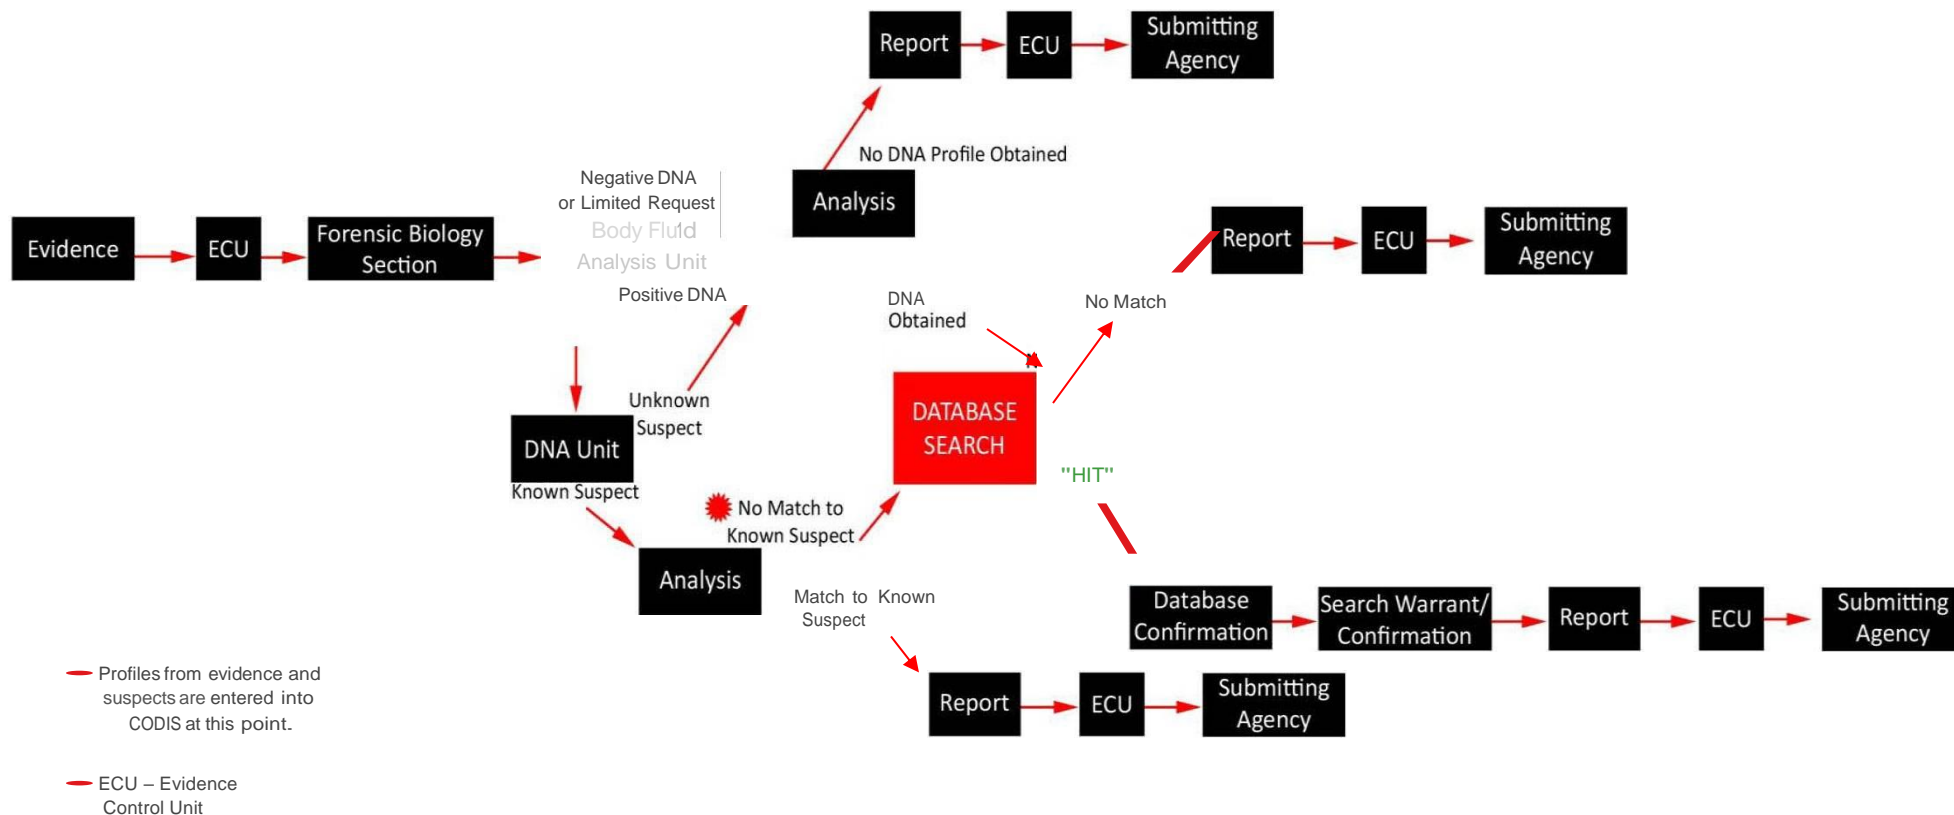 Report
ECU
Submitting
Agency
No DNA Profile Obtained
Analysis
Negative DNA
or Limited Request
Body Fluid
Analysis Unit
Positive DNA
Evidence
ECU
Forensic Biology
Section
Report
ECU
Submitting
Agency
DNA
Obtained
No Match
DATABASE
SEARCH
"HIT"
Unknown
Suspect
DNA Unit
Known Suspect
No Match to
Known Suspect
Analysis
Match to Known
Suspect
Database
Confirmation
Search Warrant/
Confirmation
Report
ECU
Submitting
Agency
Report
ECU
Submitting
Agency
Profiles from evidence and
suspects are entered into
CODIS at this point.
ECU – Evidence
Control Unit